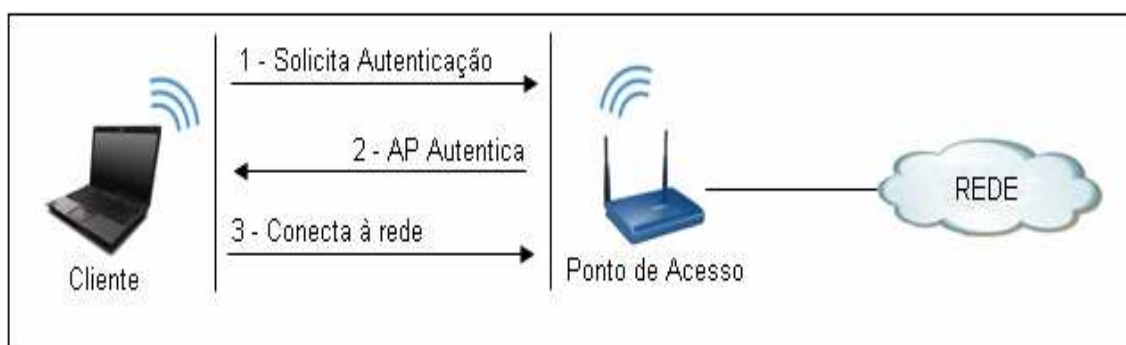 1 - Solicita Autenticação
2 - AP Autentica
3 - Conecta à rede
Cliente
Ponto de Acesso
REDE